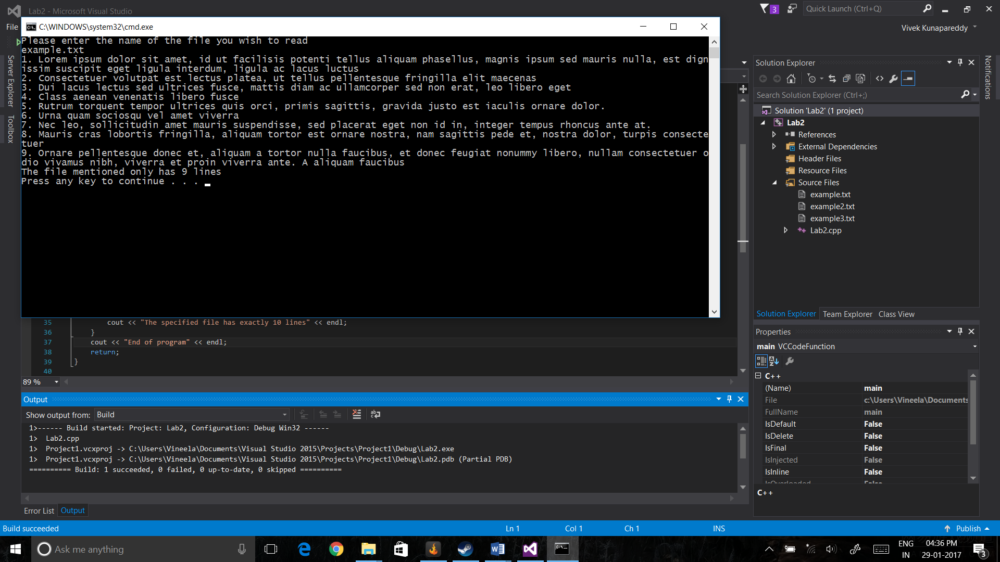 Lab2 - Microsoft Visual Studio
3
Quick Launch (Ctrl+Q)
File
Vivek Kunapareddy
C:\WINDOWS\system32\cmd.exe
Please enter the name of the file you wish to read
example.txt
1. Lorem ipsum dolor sit amet, id ut facilisis potenti tellus aliquam phasellus, magnis ipsum sed mauris nulla, est dign
issim suscipit eget ligula interdum, ligula ac lacus luctus
2. Consectetuer volutpat est lectus platea, ut tellus pellentesque fringilla elit maecenas
3. Dui lacus lectus sed ultrices fusce, mattis diam ac ullamcorper sed non erat, leo libero eget
4. Class aenean venenatis libero fusce
5. Rutrum torquent tempor ultrices quis orci, primis sagittis, gravida justo est iaculis ornare dolor.
6. Urna quam sociosqu vel amet viverra
7. Nec leo, sollicitudin amet mauris suspendisse, sed placerat eget non id in, integer tempus rhoncus ante at.
8. Mauris cras lobortis fringilla, aliquam tortor est ornare nostra, nam sagittis pede et, nostra dolor, turpis consecte
tuer
9. Ornare pellentesque donec et, aliquam a tortor nulla faucibus, et donec feugiat nonummy libero, nullam consectetuer o
dio vivamus nibh, viverra et proin viverra ante. A aliquam faucibus
The file mentioned only has 9 lines
Press any key to continue . . .
Server Explorer
Toolbox
35 cout << "The specified file has exactly 10 lines" << endl;
36 }
37 cout << "End of program" << endl;
38 return;
39 }
40
89 %
Output
Show output from: Build
1>------ Build started: Project: Lab2, Configuration: Debug Win32 ------
1> Lab2.cpp
1> Project1.vcxproj -> C:\Users\Vineela\Documents\Visual Studio 2015\Projects\Project1\Debug\Lab2.exe
1> Project1.vcxproj -> C:\Users\Vineela\Documents\Visual Studio 2015\Projects\Project1\Debug\Lab2.pdb (Partial PDB)
========== Build: 1 succeeded, 0 failed, 0 up-to-date, 0 skipped ==========
Error List Output
Solution Explorer
Notifications
Search Solution Explorer (Ctrl+;)
Solution 'Lab2' (1 project)
Lab2
References
External Dependencies
Header Files
Resource Files
Source Files
example.txt
example2.txt
example3.txt
Lab2.cpp
Solution Explorer Team Explorer Class View
Properties
main VCCodeFunction
C++
(Name) main
File c:\Users\Vineela\Documents
FullName main
IsDefault False
IsDelete False
IsFinal False
IsInjected False
IsInline False
IsOverloaded False
C++
Build succeeded
Ln 1 Col 1 Ch 1 INS
Publish
Ask me anything
ENG
IN
04:36 PM
29-01-2017
3